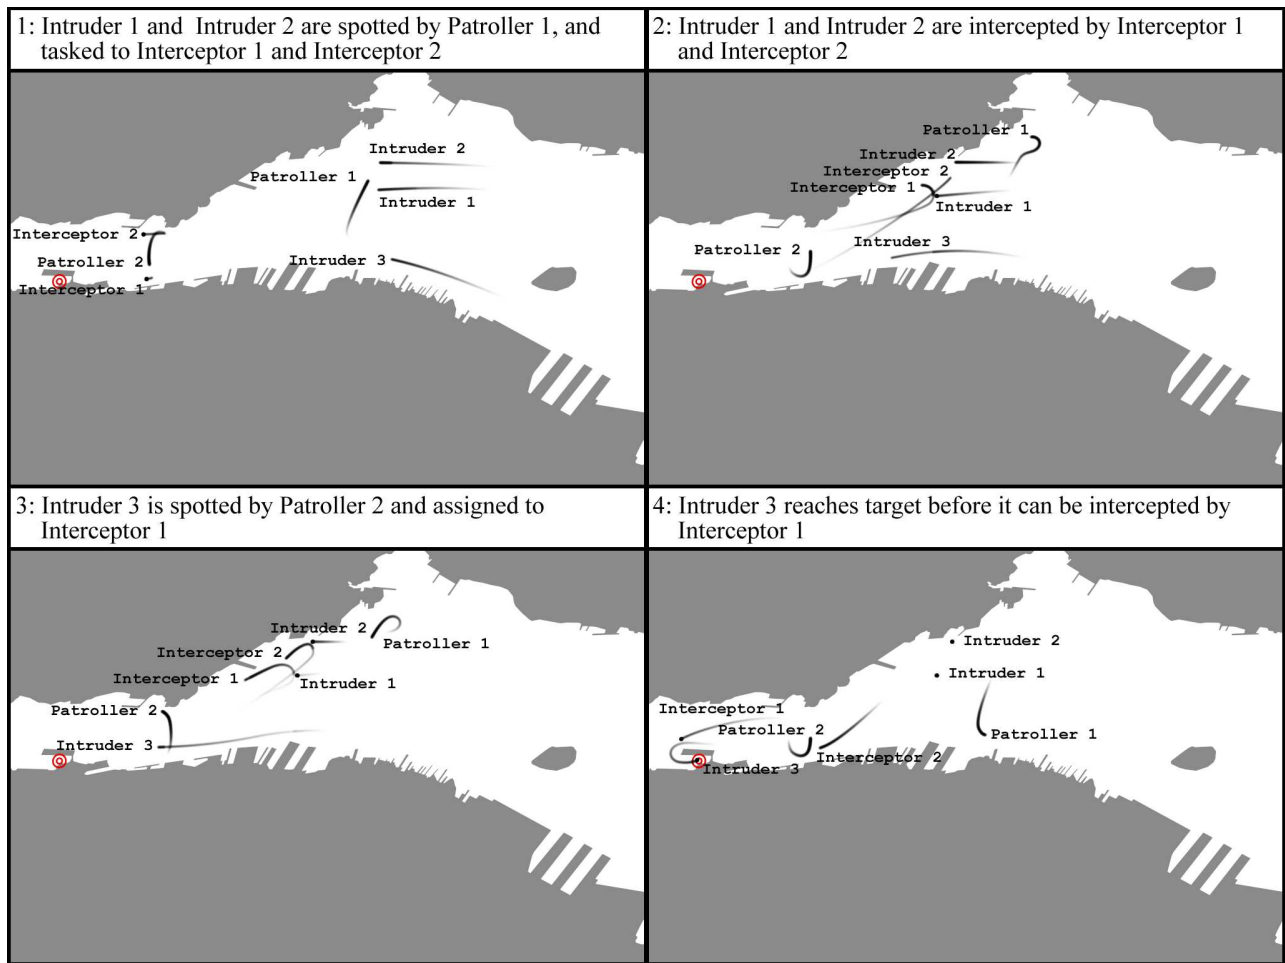 1: Intruder 1 and  Intruder 2 are spotted by Patroller 1, and
tasked to Interceptor 1 and Interceptor 2
Intruder 2
Patroller 1
Intruder 1
Interceptor 2
Patroller 2
Intruder 3
Interceptor 1
2: Intruder 1 and Intruder 2 are intercepted by Interceptor 1
and Interceptor 2
Patroller 1
Intruder 2
Interceptor 2
Interceptor 1
Intruder 1
Patroller 2
Intruder 3
3: Intruder 3 is spotted by Patroller 2 and assigned to
Interceptor 1
Intruder 2
Patroller 1
Interceptor 2
Interceptor 1
Intruder 1
Patroller 2
Intruder 3
4: Intruder 3 reaches target before it can be intercepted by
Interceptor 1
Intruder 2
Intruder 1
Interceptor 1
Patroller 2
Patroller 1
Interceptor 2
Intruder 3